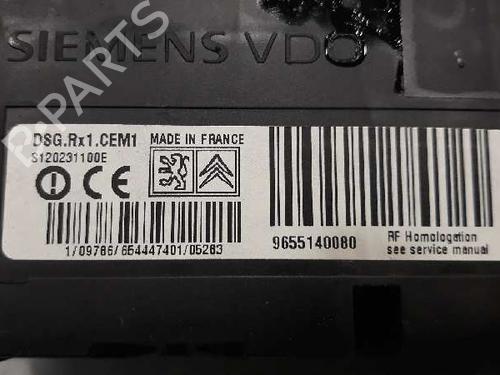 SIEMENS VDO
DSG.Rx1.CEM1 MADE IN FRANCE
S120231100E
CE
1/09786/654447401/05283
9655140080
RF Homologation
see service manual
R-PARTS